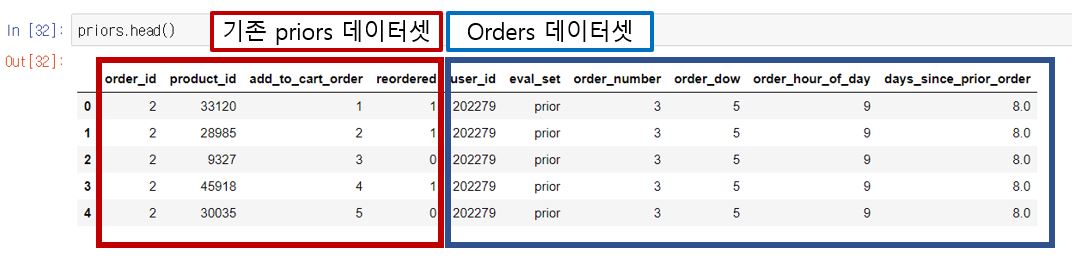 In [32]: priors.head()
기존 priors 데이터셋
Orders 데이터셋
Out[32]:
order_id product_id add_to_cart_order reordered user_id eval_set order_number order_dow order_hour_of_day days_since_prior_order
0 2 33120 1 1 202279 prior 3 5 9 8.0
1 2 28985 2 1 202279 prior 3 5 9 8.0
2 2 9327 3 0 202279 prior 3 5 9 8.0
3 2 45918 4 1 202279 prior 3 5 9 8.0
4 2 30035 5 0 202279 prior 3 5 9 8.0